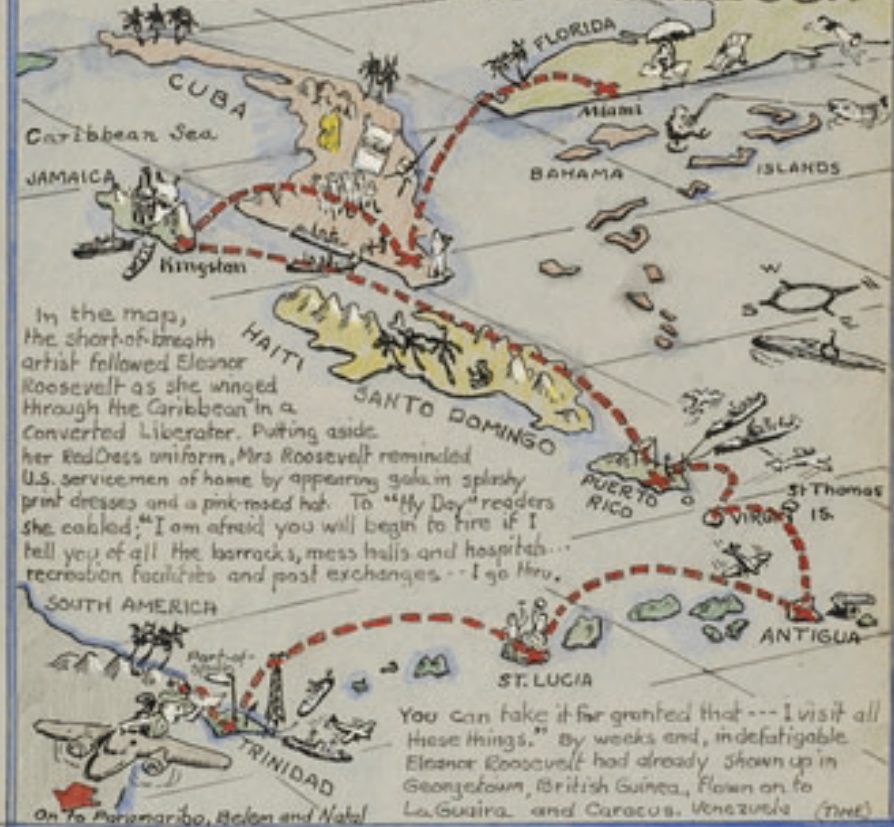 FLORIDA
Miami
CUBA
Caribbean Sea
BAHAMA ISLANDS
JAMAICA
Kingston
W
S
In the map,
the short-of-breath
artist followed Eleanor
Roosevelt as she winged
through the Caribbean in a
Converted Liberator. Putting aside
her RedCross uniform, Mrs Roosevelt reminded
U.S. servicemen of home by appearing gala in splashy
print dresses and a pink-rosed hat. To "My Day" readers
she cabled; "I am afraid you will begin to tire if I
tell you of all the barracks, mess halls and hospitals...
recreation facilities and post exchanges -- I go thru.
HAITI
SANTO DOMINGO
PUERTO
RICO
St Thomas
VIRGIN IS.
ANTIGUA
ST. LUCIA
SOUTH AMERICA
Port-of-
Spain
TRINIDAD
You can take it for granted that --- I visit all
these things." By weeks end, indefatigable
Eleanor Roosevelt had already shown up in
Georgetown, British Guinea, flown on to
La Guaira and Caracus. Venezuela (TIME)
On to Paramaribo, Belem and Natal